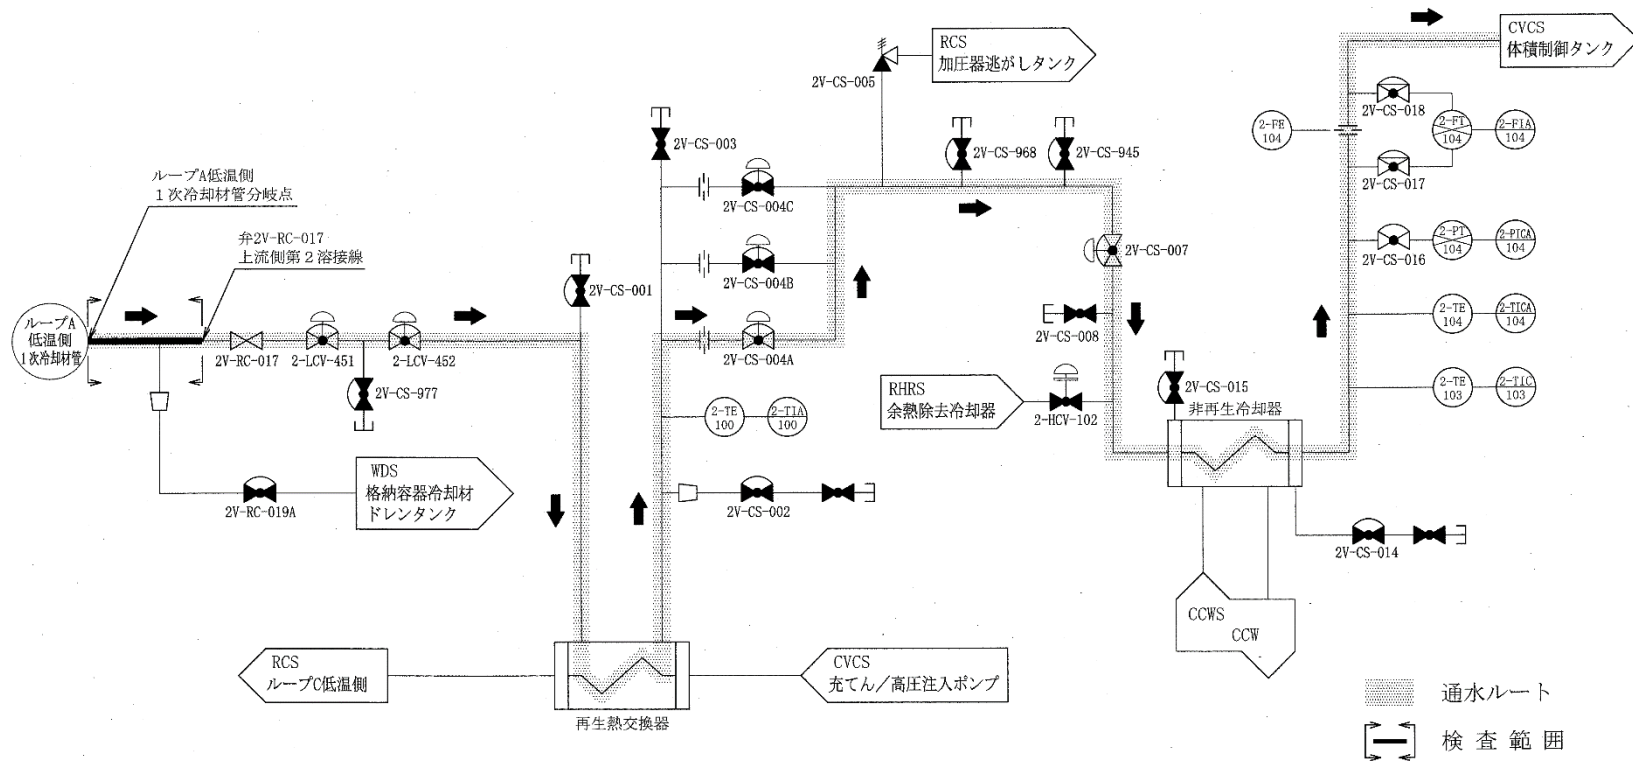 ループA低温側
1次冷却材管分岐点
弁2V-RC-017
上流側第2溶接線
ループA
低温側
1次冷却材管
2V-RC-017
2-LCV-451
2-LCV-452
2V-CS-977
2V-RC-019A
WDS
格納容器冷却材
ドレンタンク
2V-CS-001
RCS
ループC低温側
再生熱交換器
CVCS
充てん/高圧注入ポンプ
2V-CS-003
2V-CS-004C
2V-CS-004B
2V-CS-004A
2-TE
100
2-TIA
100
2V-CS-002
2V-CS-005
RCS
加圧器逃がしタンク
2V-CS-968
2V-CS-945
2V-CS-007
2V-CS-008
RHRS
余熱除去冷却器
2-HCV-102
2V-CS-015
非再生冷却器
2V-CS-014
CCWS
CCW
CVCS
体積制御タンク
2V-CS-018
2-FE
104
2-FT
104
2-FIA
104
2V-CS-017
2V-CS-016
2-PT
104
2-PICA
104
2-TE
104
2-TICA
104
2-TE
103
2-TIC
103
通水ルート
検査範囲